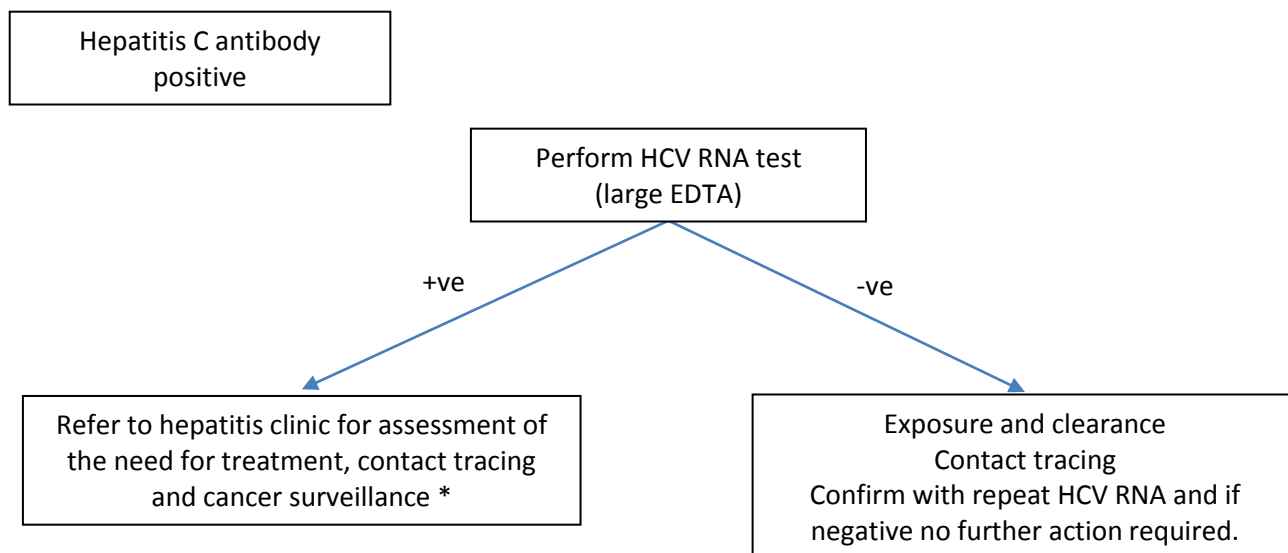 Hepatitis C antibody
positive
Perform HCV RNA test
(large EDTA)
+ve
-ve
Refer to hepatitis clinic for assessment of
the need for treatment, contact tracing
and cancer surveillance *
Exposure and clearance
Contact tracing
Confirm with repeat HCV RNA and if
negative no further action required.